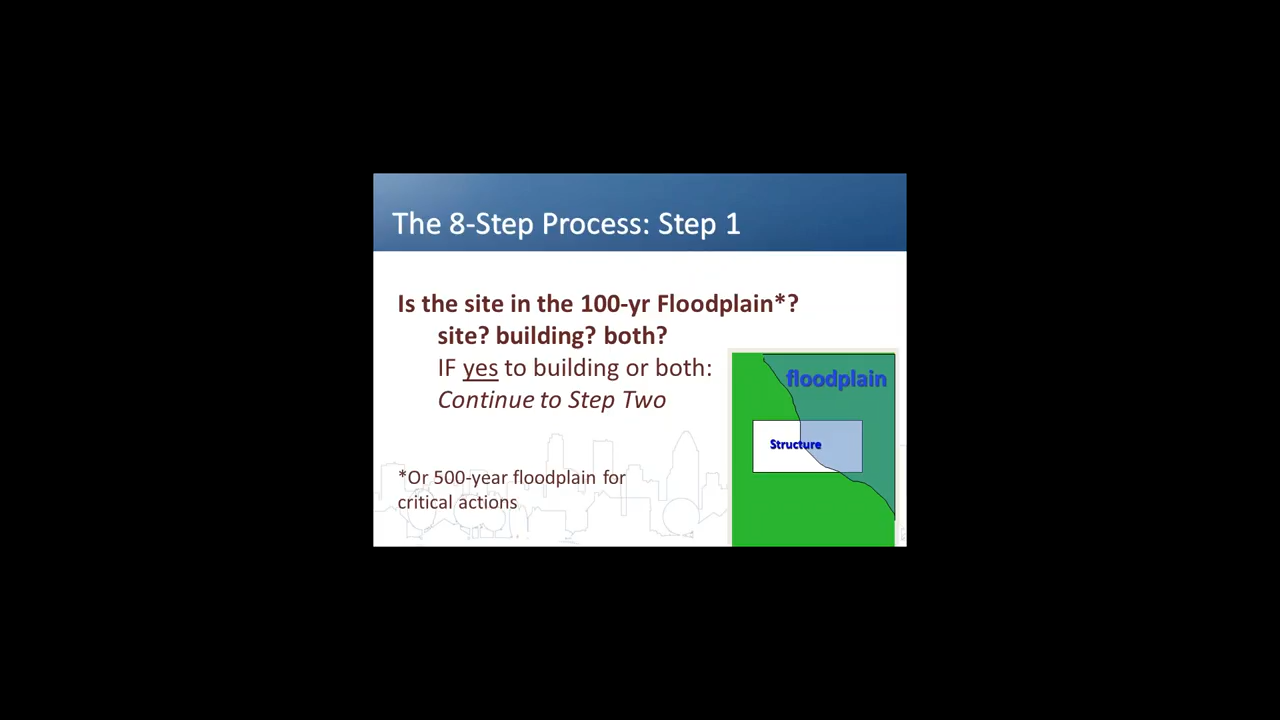 The 8-Step Process: Step 1
Is the site in the 100-yr Floodplain*?
site? building? both?
IF yes to building or both:
Continue to Step Two
floodplain
Structure
*Or 500-year floodplain for
critical actions